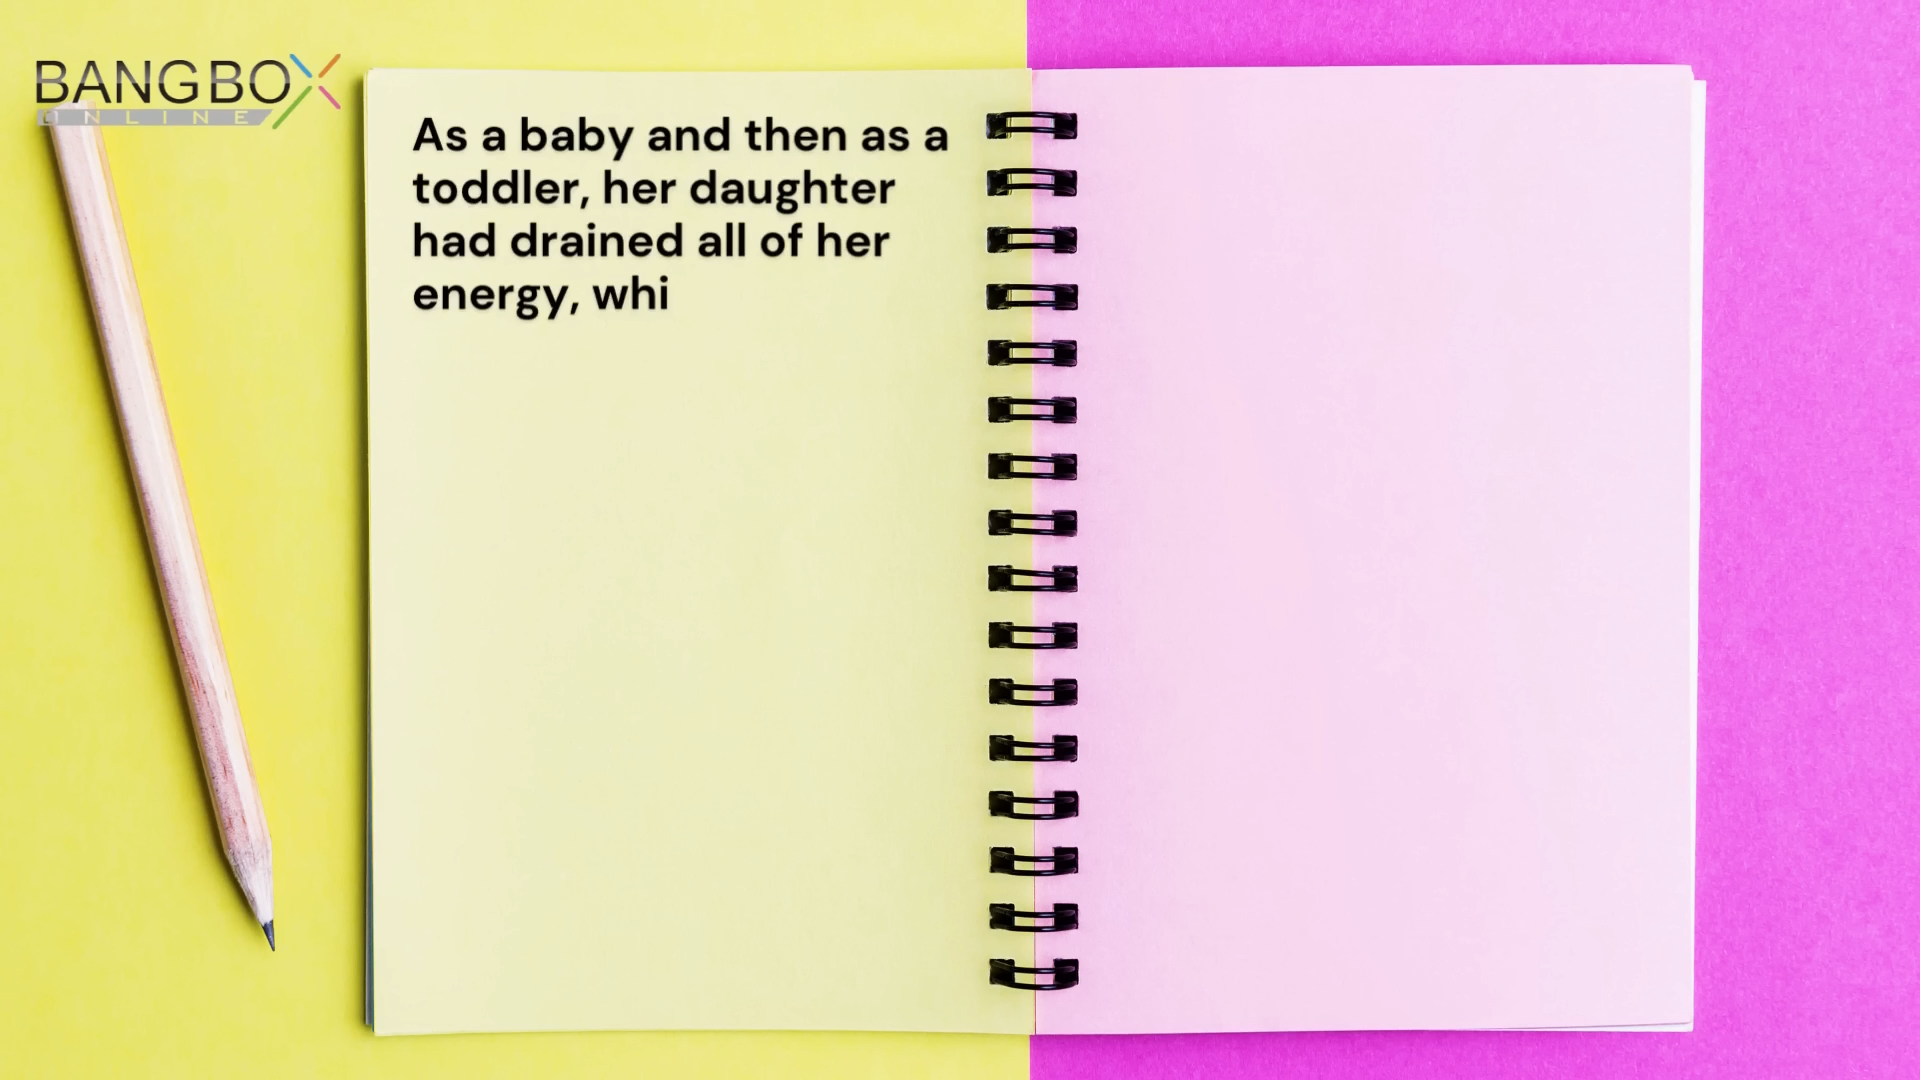 BANGBOX
ONLINE
As a baby and then as a
toddler, her daughter
had drained all of her
energy, whi